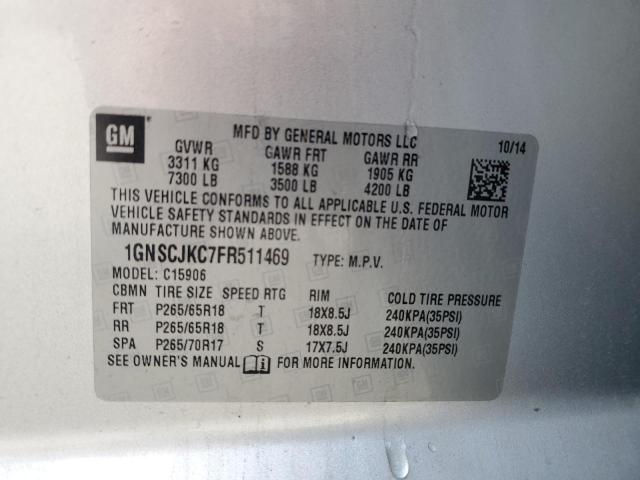 GM
MFD BY GENERAL MOTORS LLC 10/14
GVWR GAWR FRT GAWR RR
3311 KG 1588 KG 1905 KG
7300 LB 3500 LB 4200 LB
THIS VEHICLE CONFORMS TO ALL APPLICABLE U.S. FEDERAL MOTOR
VEHICLE SAFETY STANDARDS IN EFFECT ON THE DATE OF
MANUFACTURE SHOWN ABOVE.
1GNSCJKC7FR511469 TYPE: M.P.V.
MODEL: C15906
CBMN TIRE SIZE SPEED RTG RIM COLD TIRE PRESSURE
FRT P265/65R18 T 18X8.5J 240KPA(35PSI)
RR P265/65R18 T 18X8.5J 240KPA(35PSI)
SPA P265/70R17 S 17X7.5J 240KPA(35PSI)
SEE OWNER'S MANUAL FOR MORE INFORMATION.